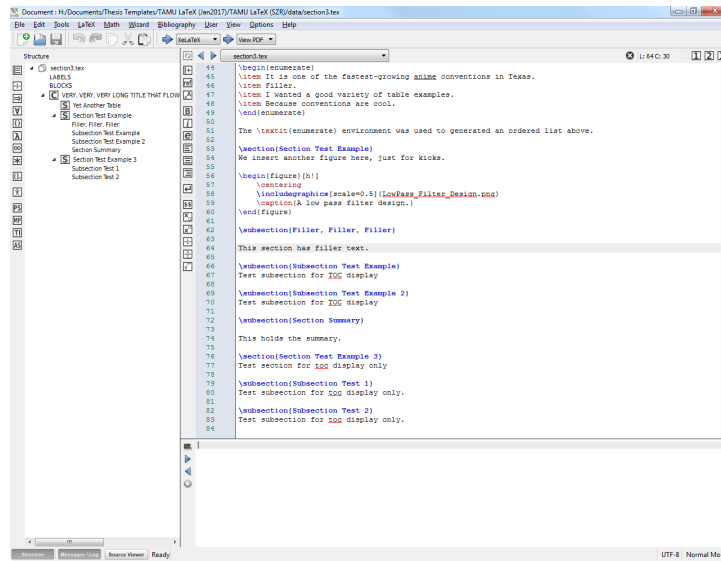 Document : H:/Documents/Thesis Templates/TAMU LaTeX (Jan2017)/TAMU LaTeX (SZR)/data/section3.tex
File Edit Tools LaTeX Math Wizard Bibliography User View Options Help
XeLaTeX View PDF
Structure
section3.tex
L: 64 C: 30
1 2
section3.tex
LABELS
BLOCKS
VERY, VERY, VERY LONG TITLE THAT FLOW
Yet Another Table
Section Test Example
Filler, Filler, Filler
Subsection Test Example
Subsection Test Example 2
Section Summary
Section Test Example 3
Subsection Test 1
Subsection Test 2
44 \begin{enumerate}
45 \item It is one of the fastest-growing anime conventions in Texas.
46 \item Filler.
47 \item I wanted a good variety of table examples.
48 \item Because conventions are cool.
49 \end{enumerate}
50
51 The \textit{enumerate} environment was used to generated an ordered list above.
52
53 \section{Section Test Example}
54 We insert another figure here, just for kicks.
55
56 \begin{figure}[h!]
57 \centering
58 \includegraphics[scale=0.5]{LowPass_Filter_Design.png}
59 \caption{A low pass filter design.}
60 \end{figure}
61
62 \subsection{Filler, Filler, Filler}
63
64 This section has filler text.
65
66 \subsection{Subsection Test Example}
67 Test subsection for TOC display
68
69 \subsection{Subsection Test Example 2}
70 Test subsection for TOC display
71
72 \subsection{Section Summary}
73
74 This holds the summary.
75
76 \section{Section Test Example 3}
77 Test section for toc display only
78
79 \subsection{Subsection Test 1}
80 Test subsection for toc display only.
81
82 \subsection{Subsection Test 2}
83 Test subsection for toc display only.
84
Structure Messages / Log Source Viewer Ready
UTF-8 Normal Mo